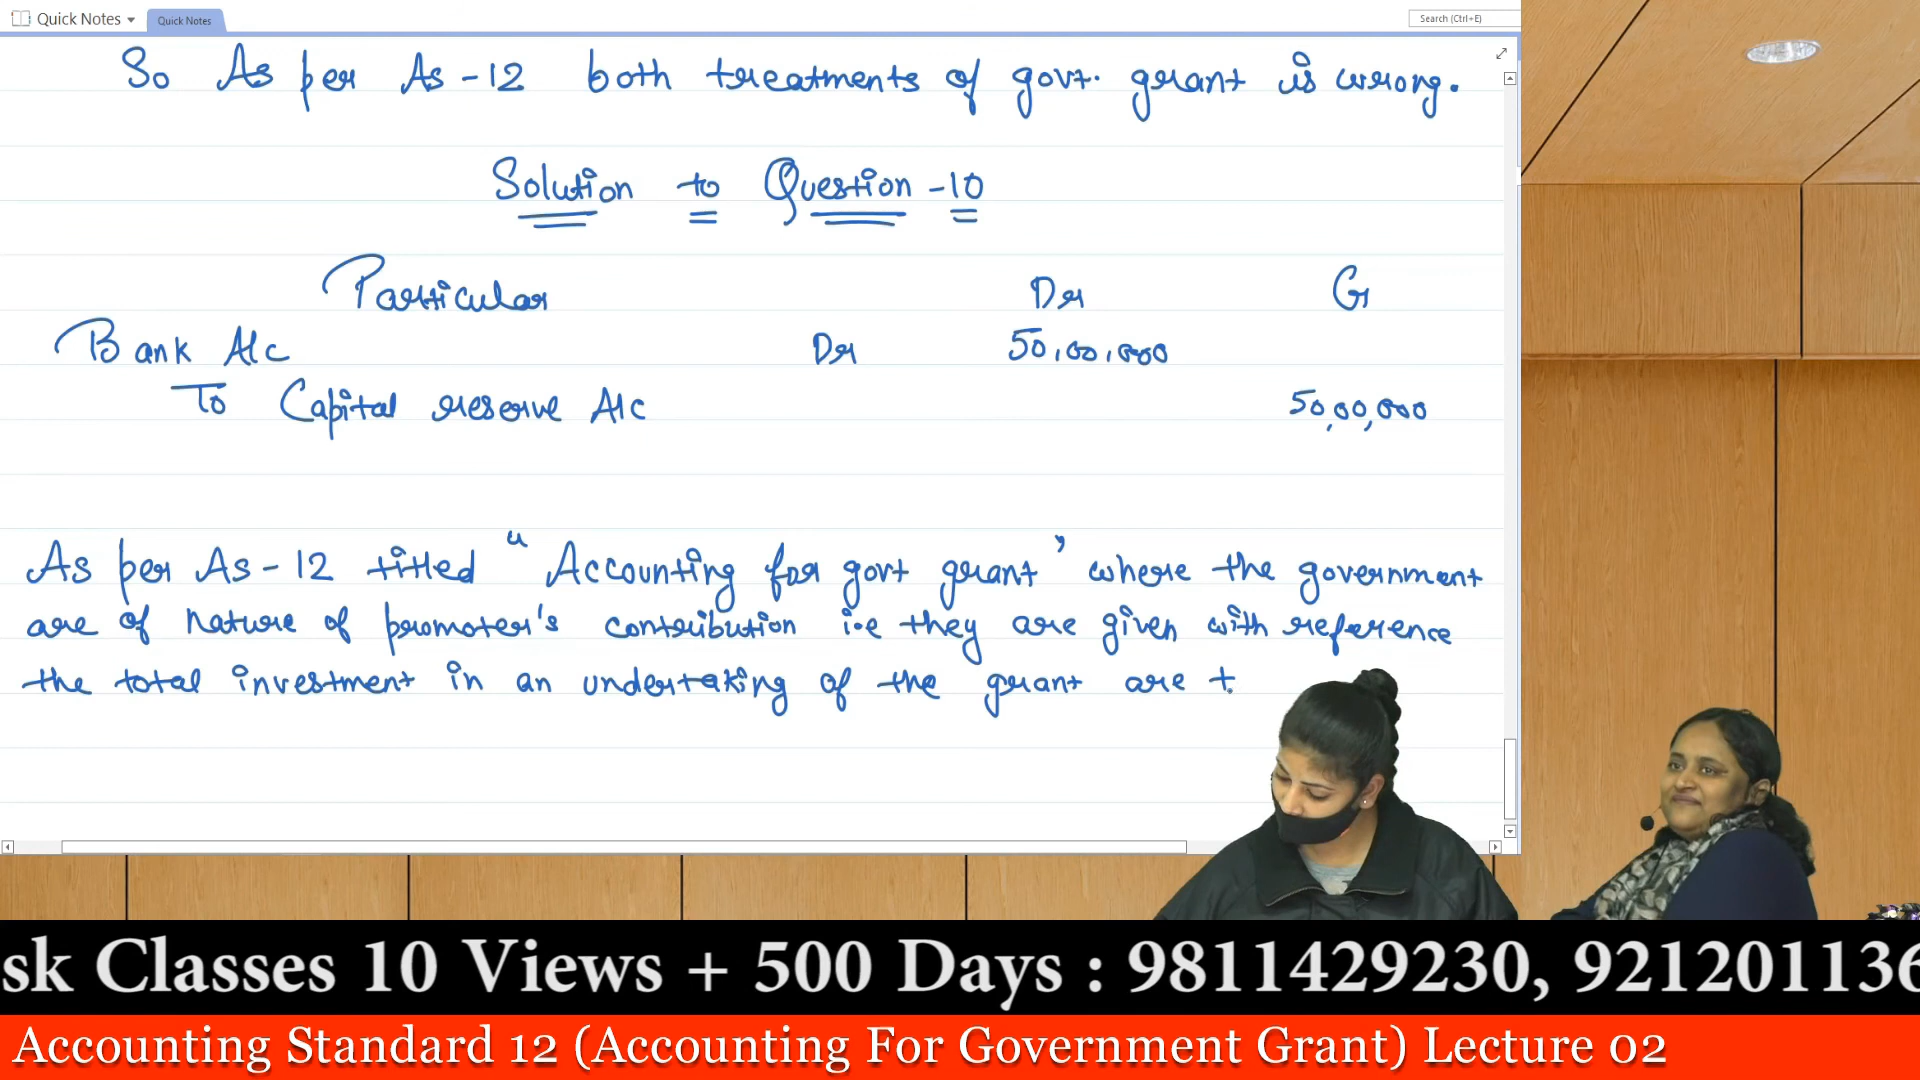 Quick Notes
Quick Notes
Search (Ctrl+E)
So As per As-12 both treatments of govt. grant is wrong.
Solution to Question-10
Particular Dr Cr
Bank A/c Dr 50,00,000
To Capital reserve A/c 50,00,000
As per As-12 titled "Accounting for govt grant" where the government
are of nature of promoter's contribution i.e they are given with reference
the total investment in an undertaking of the grant are t
sk Classes 10 Views + 500 Days : 9811429230, 921201136
Accounting Standard 12 (Accounting For Government Grant) Lecture 02